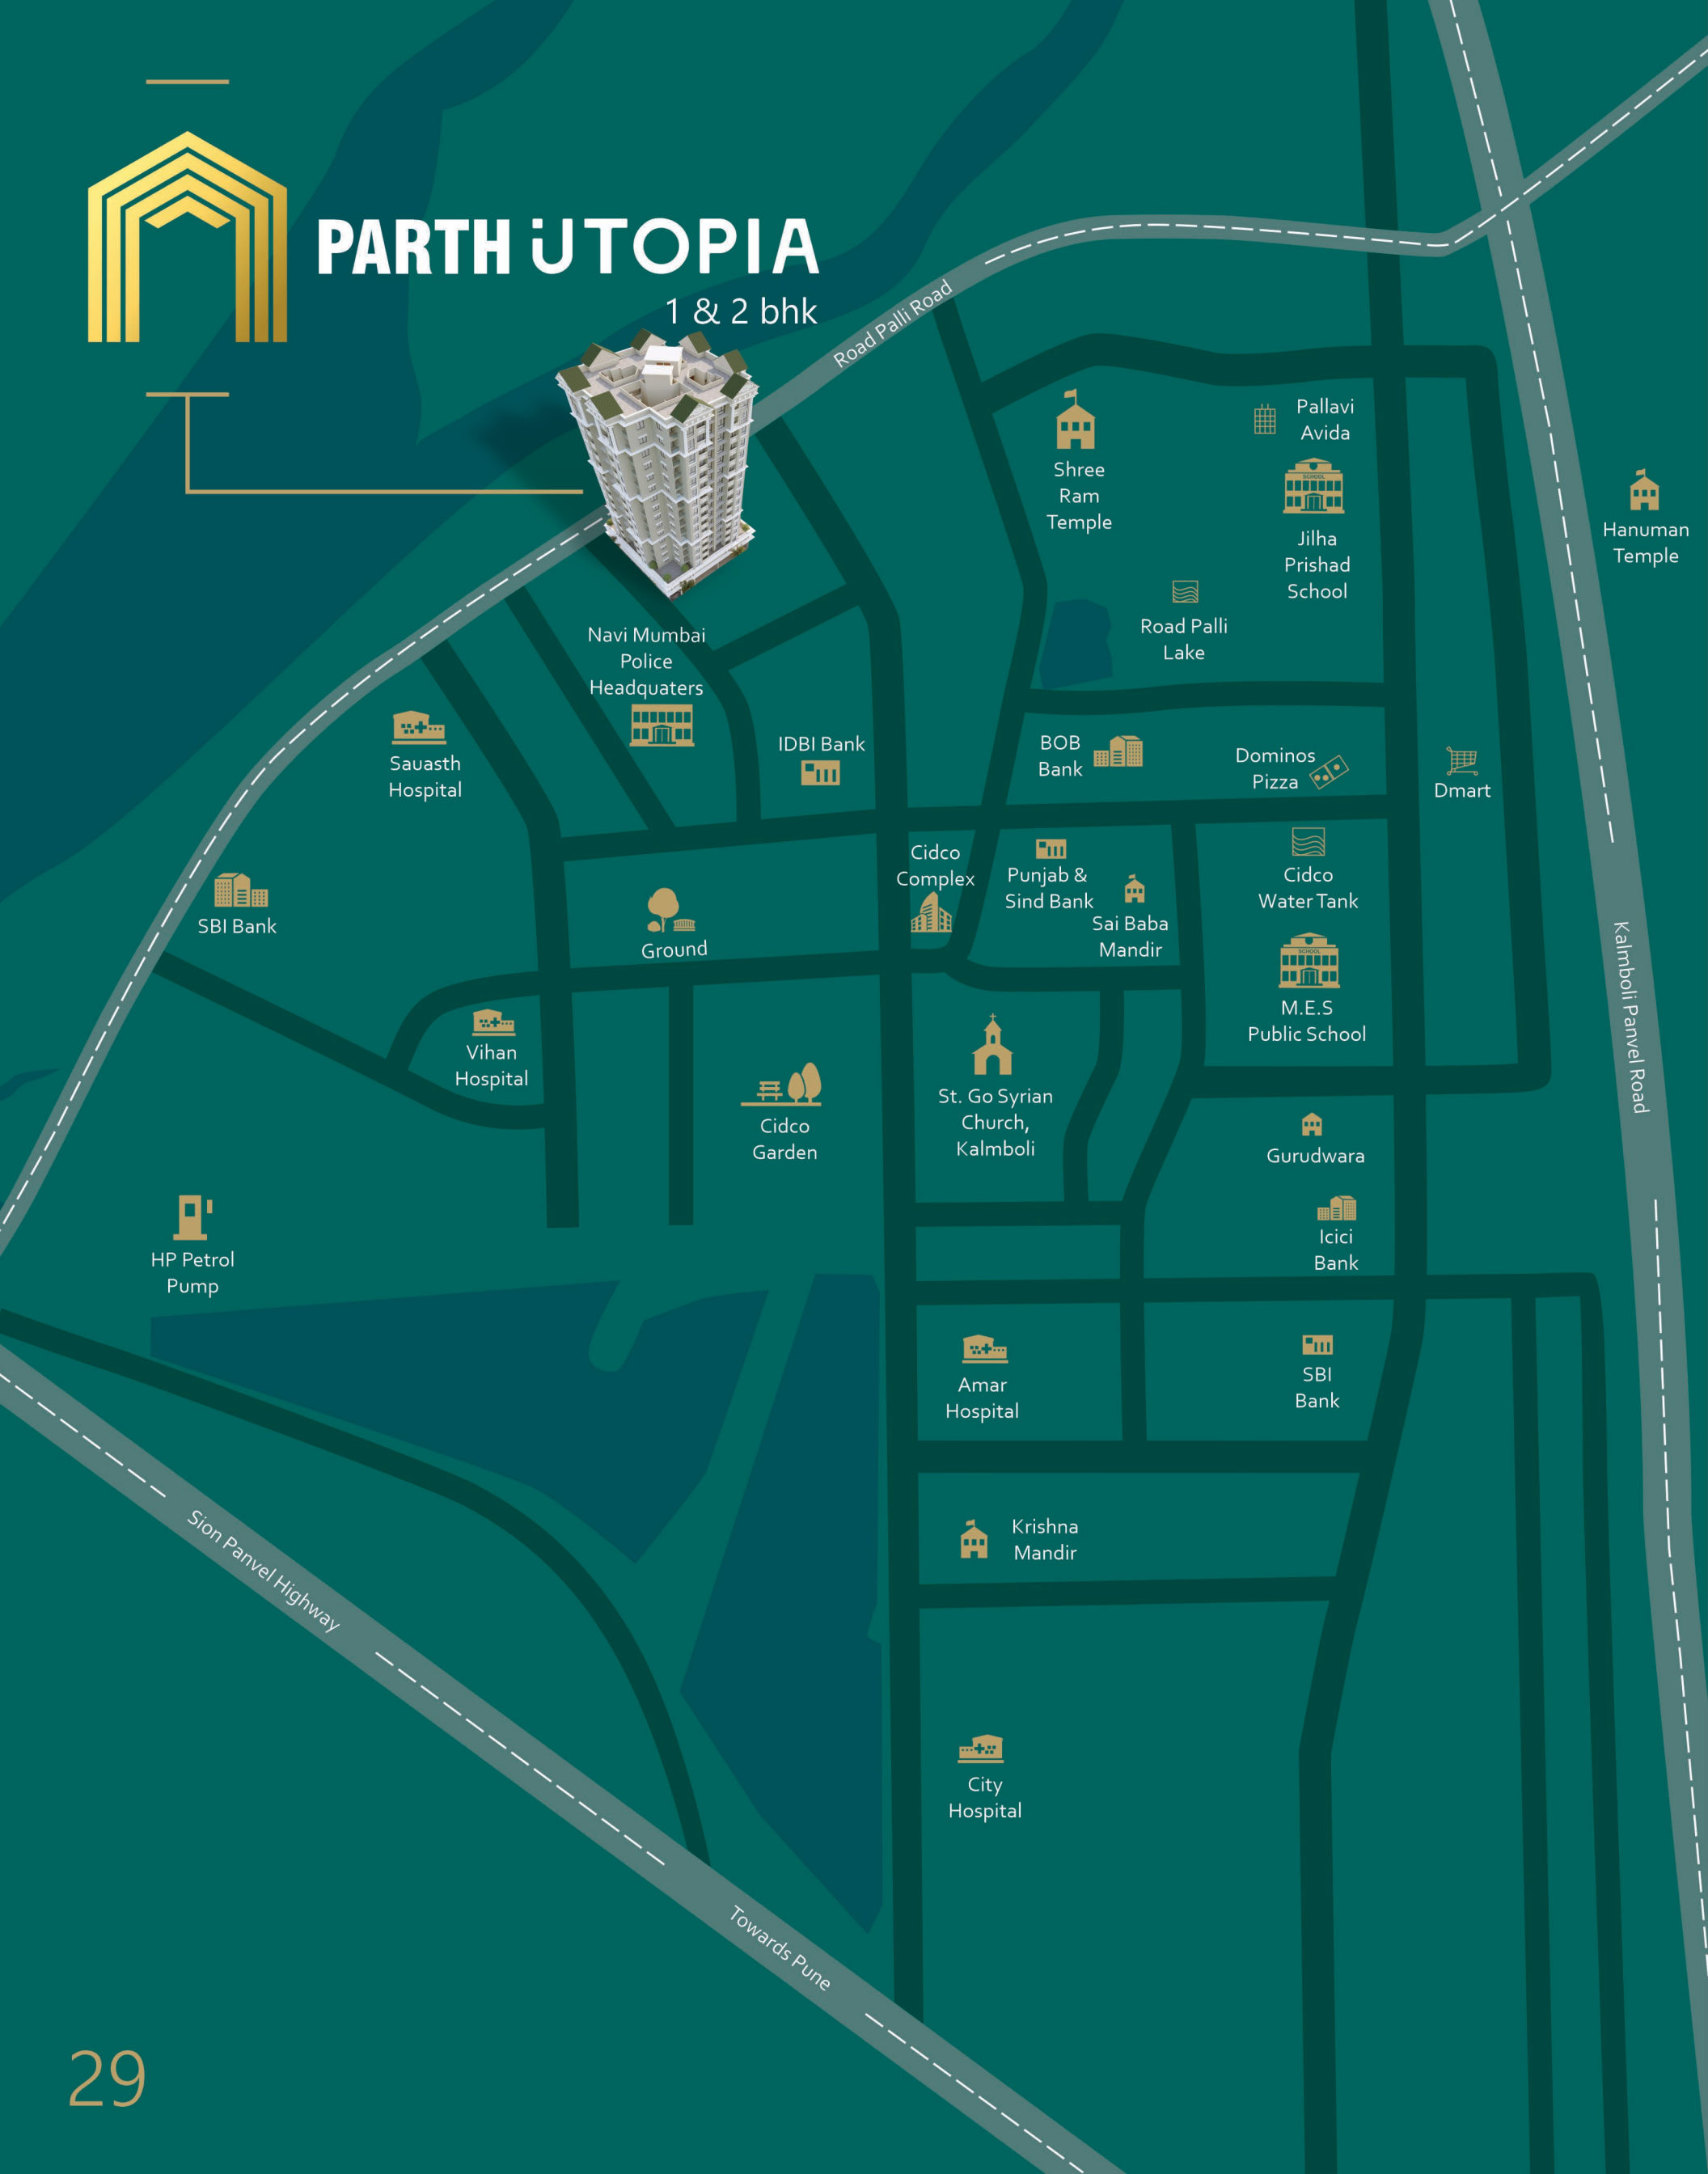 PARTH UTOPIA
1 & 2 bhk
Road Palli Road
Shree
Ram
Temple
Pallavi
Avida
SCHOOL
Jilha
Prishad
School
Hanuman
Temple
Road Palli
Lake
Navi Mumbai
Police
Headquaters
Sauasth
Hospital
IDBI Bank
BOB
Bank
Dominos
Pizza
Dmart
SBI Bank
Ground
Cidco
Complex
Punjab &
Sind Bank
Sai Baba
Mandir
Cidco
Water Tank
SCHOOL
M.E.S
Public School
Kalmboli Panvel Road
Vihan
Hospital
Cidco
Garden
St. Go Syrian
Church,
Kalmboli
Gurudwara
Icici
Bank
HP Petrol
Pump
Amar
Hospital
SBI
Bank
Krishna
Mandir
Sion Panvel Highway
City
Hospital
Towards Pune
29